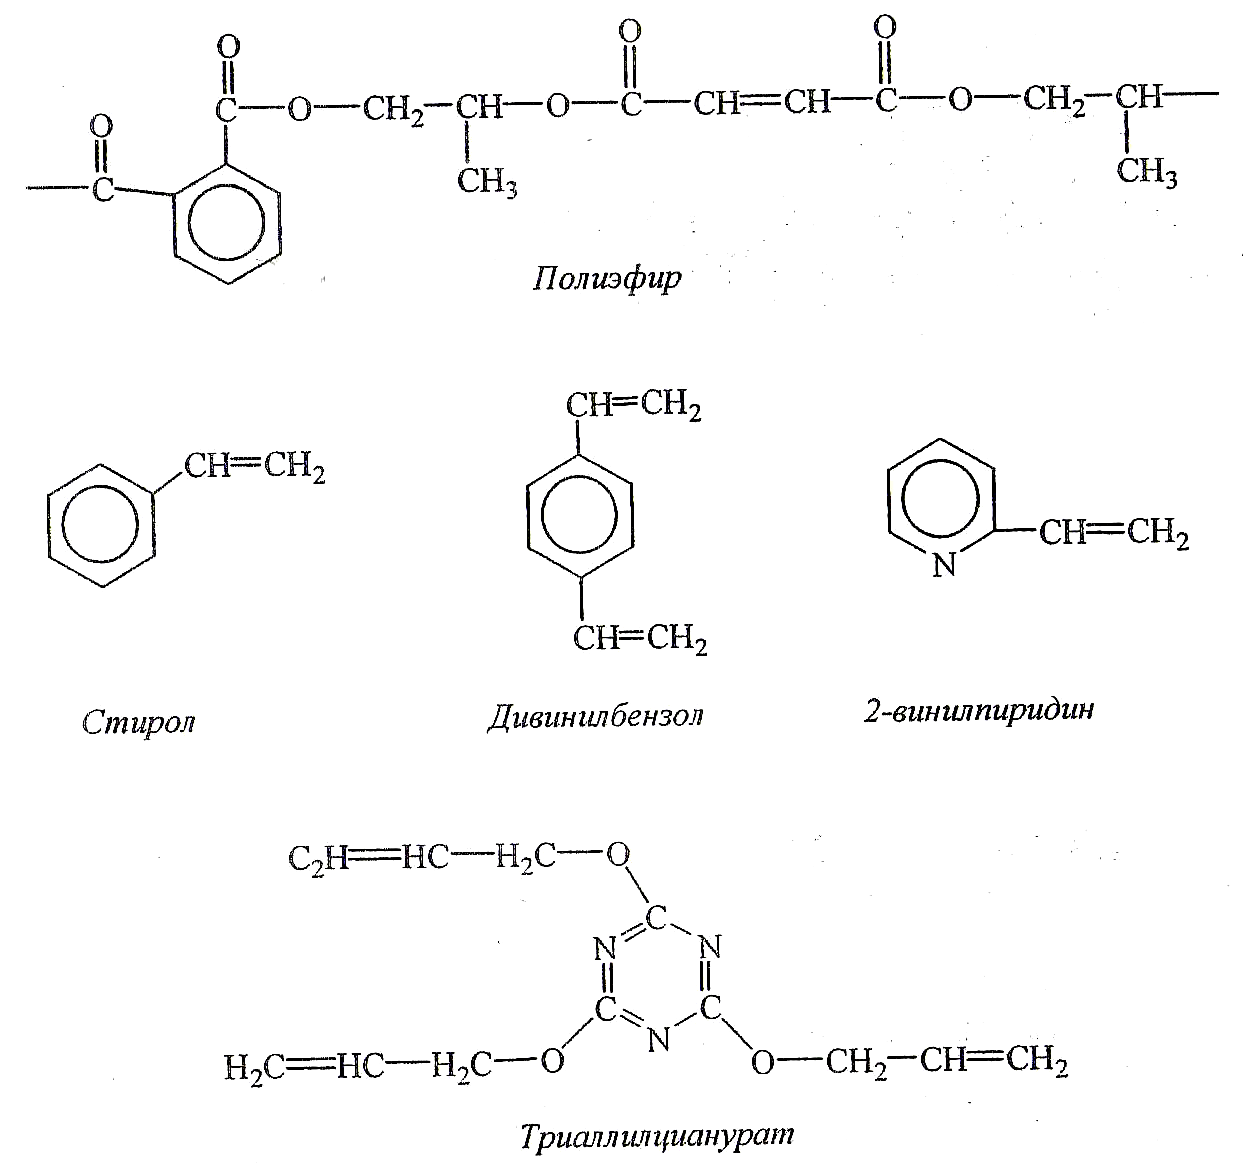 O O O
C—O—CH₂—CH—O—C—CH=CH—C—O—CH₂—CH—
O
—C
CH₃ CH₃
Полиэфир
CH=CH₂
CH=CH₂
CH=CH₂
N
CH=CH₂
Стирол Дивинилбензол 2-винилпиридин
C₂H=HC—H₂C—O
C
N N
C C
N
H₂C=HC—H₂C—O O—CH₂—CH=CH₂
Триаллилцианурат